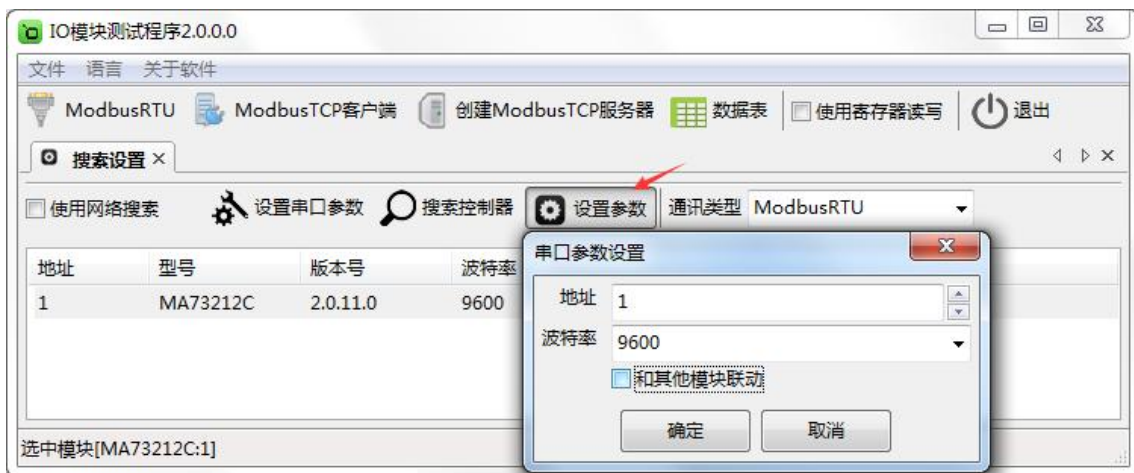 IO模块测试程序2.0.0.0
文件 语言 关于软件
ModbusRTU ModbusTCP客户端 创建ModbusTCP服务器 数据表 使用寄存器读写 退出
搜索设置
使用网络搜索 设置串口参数 搜索控制器 设置参数 通讯类型 ModbusRTU
地址 型号 版本号 波特率
1 MA73212C 2.0.11.0 9600
串口参数设置
地址 1
波特率 9600
和其他模块联动
确定 取消
选中模块[MA73212C:1]